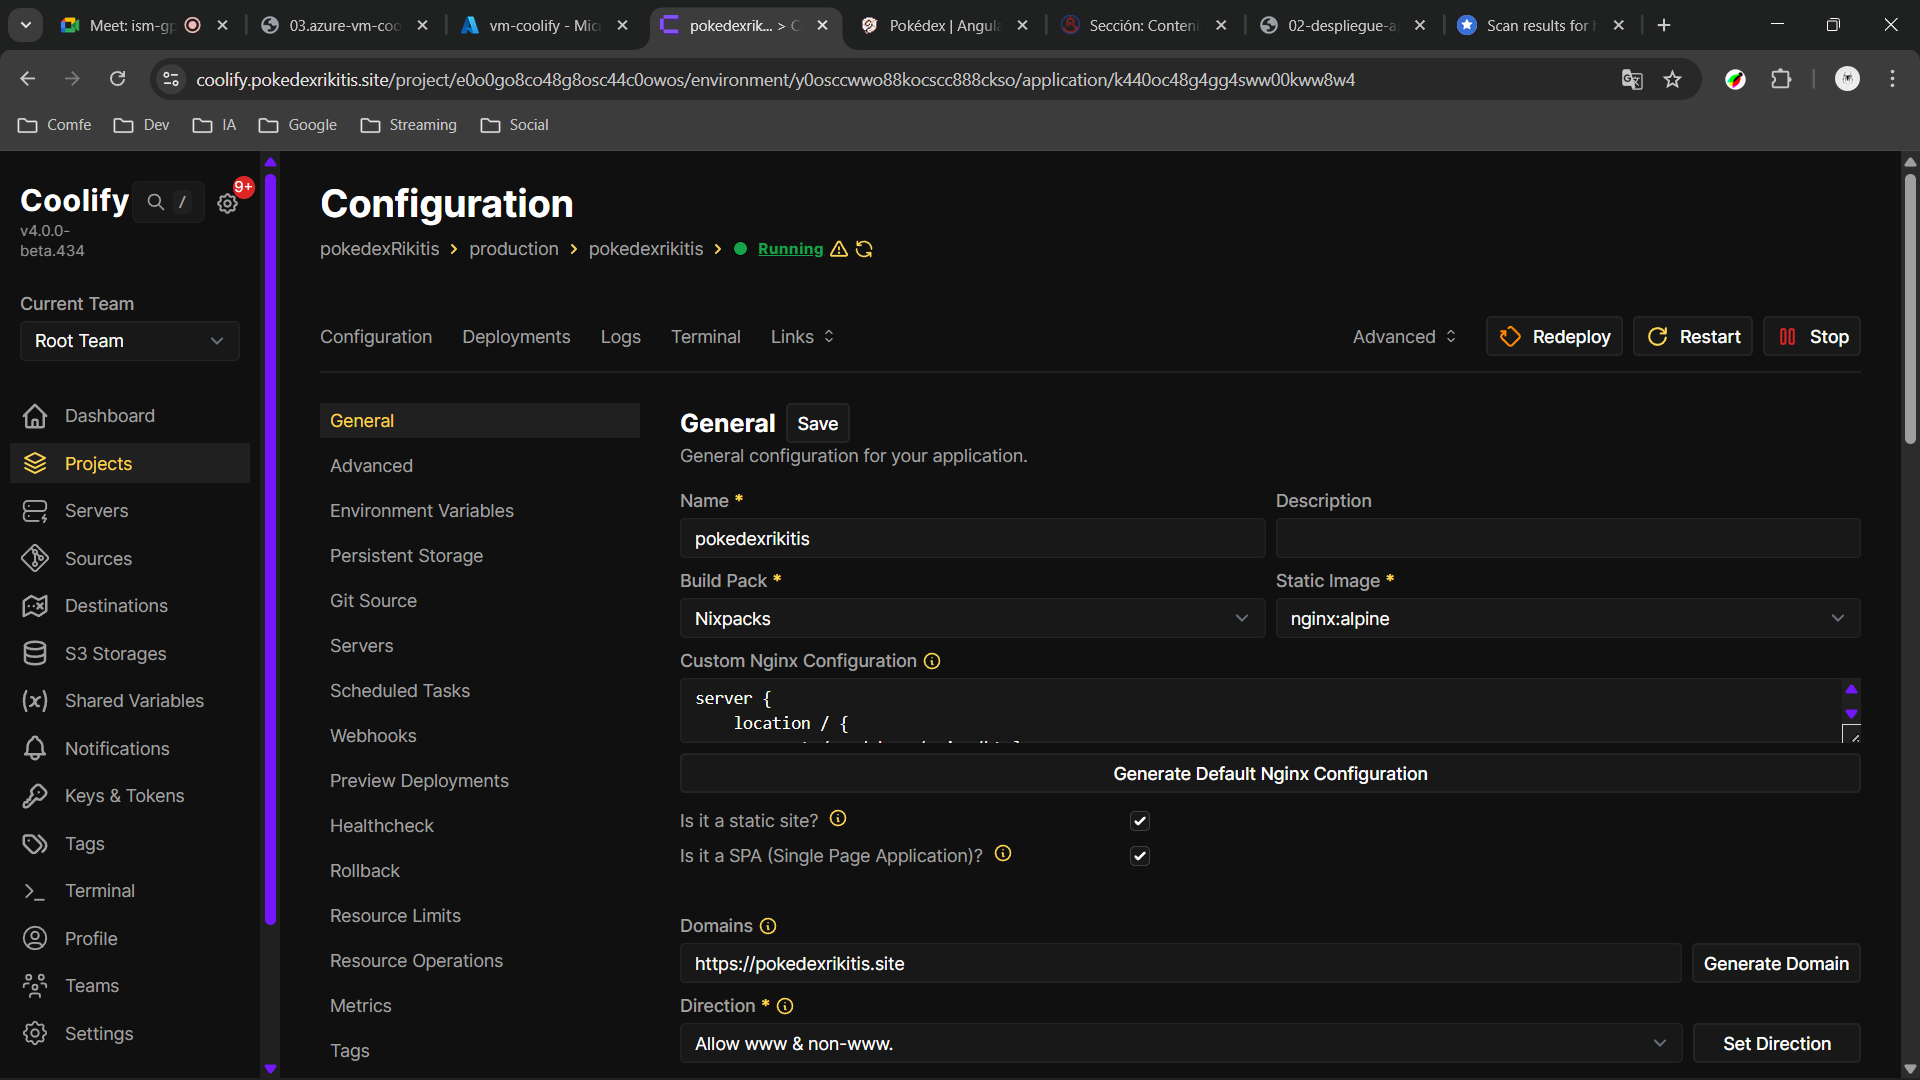 Meet: ism-gp
03.azure-vm-coo
vm-coolify - Mic
pokedexrik... > C
Pokédex | Angula
Sección: Conteni
02-despliegue-a
Scan results for h
coolify.pokedexrikitis.site/project/e0o0go8co48g8osc44c0owos/environment/y0osccwwo88kocscc888ckso/application/k440oc48g4gg4sww00kww8w4
Comfe
Dev
IA
Google
Streaming
Social
Coolify
/
9+
v4.0.0-
beta.434
Current Team
Root Team
Dashboard
Projects
Servers
Sources
Destinations
S3 Storages
Shared Variables
Notifications
Keys & Tokens
Tags
Terminal
Profile
Teams
Settings
Configuration
pokedexRikitis > production > pokedexrikitis > Running
Configuration Deployments Logs Terminal Links
Advanced Redeploy Restart Stop
General
Advanced
Environment Variables
Persistent Storage
Git Source
Servers
Scheduled Tasks
Webhooks
Preview Deployments
Healthcheck
Rollback
Resource Limits
Resource Operations
Metrics
Tags
General Save
General configuration for your application.
Name * Description
pokedexrikitis
Build Pack * Static Image *
Nixpacks nginx:alpine
Custom Nginx Configuration
server {
location / {
Generate Default Nginx Configuration
Is it a static site?
Is it a SPA (Single Page Application)?
Domains
https://pokedexrikitis.site Generate Domain
Direction *
Allow www & non-www. Set Direction